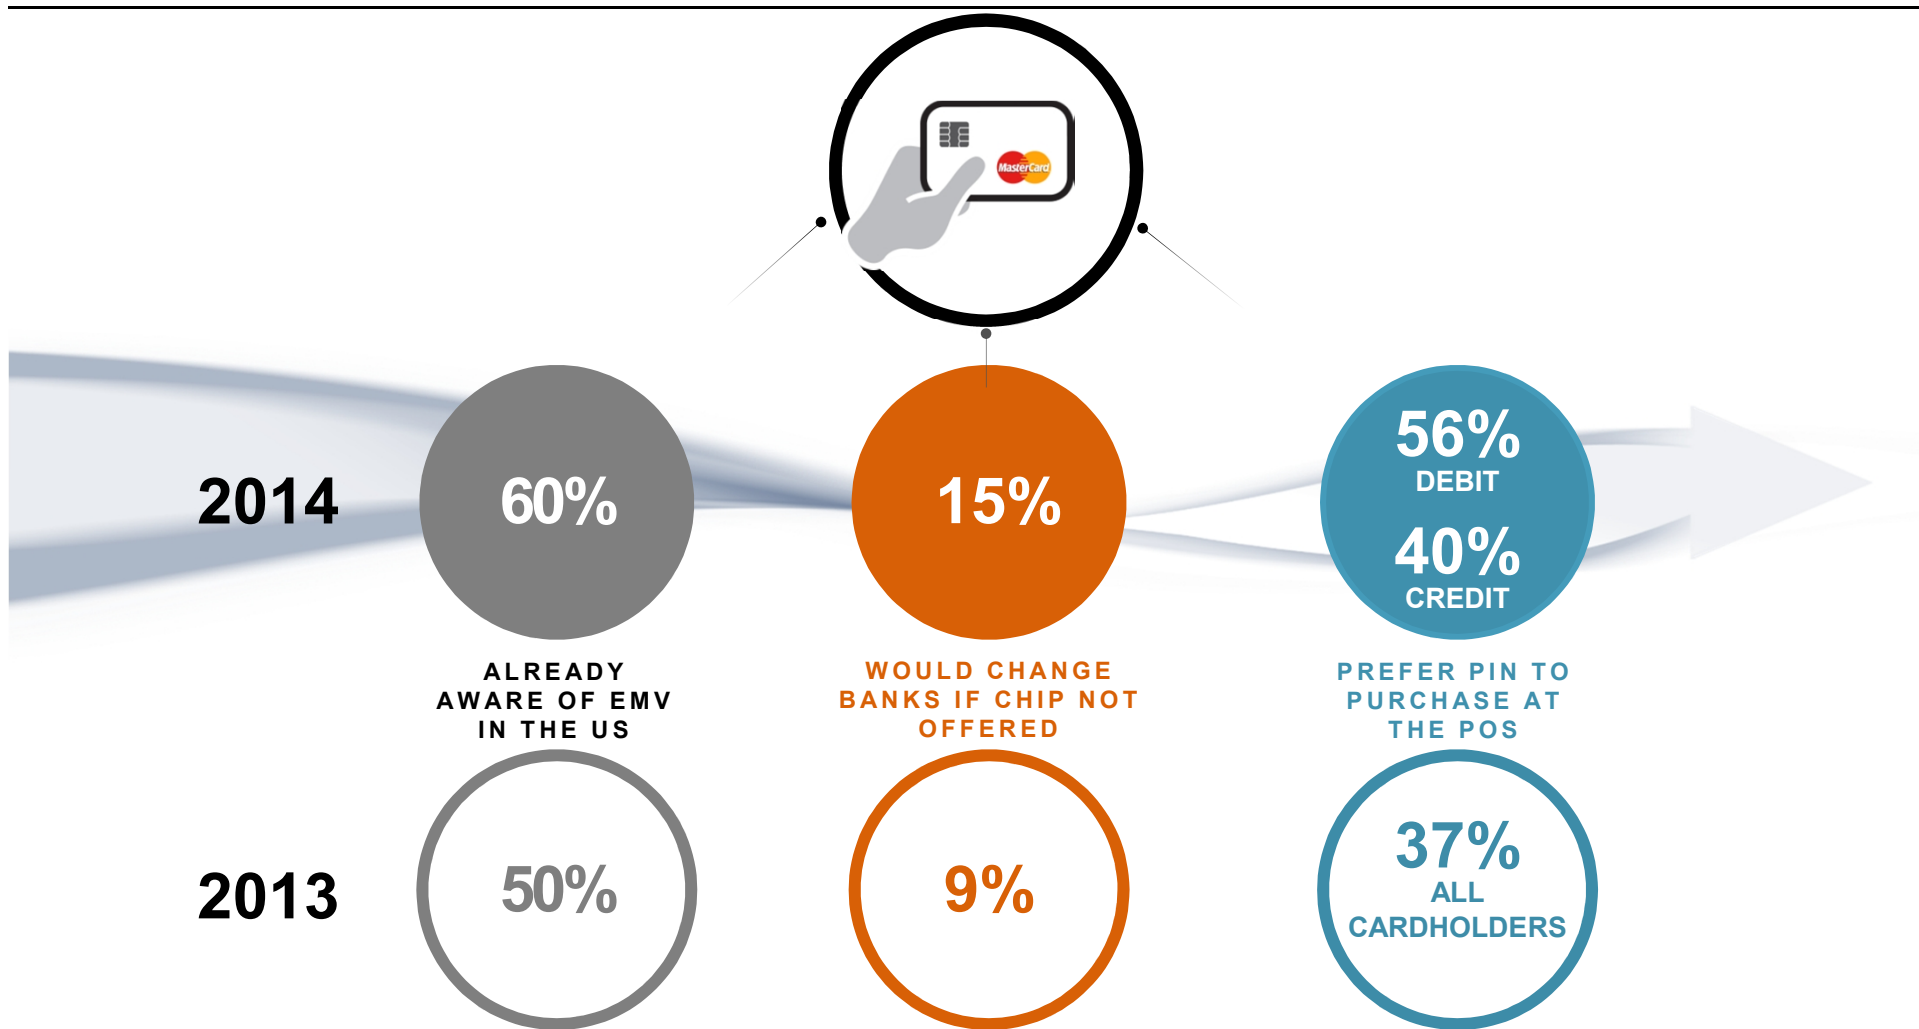 MasterCard
2014
60%
15%
56%
DEBIT
40%
CREDIT
ALREADY
AWARE OF EMV
IN THE US
WOULD CHANGE
BANKS IF CHIP NOT
OFFERED
PREFER PIN TO
PURCHASE AT
THE POS
2013
50%
9%
37%
ALL
CARDHOLDERS